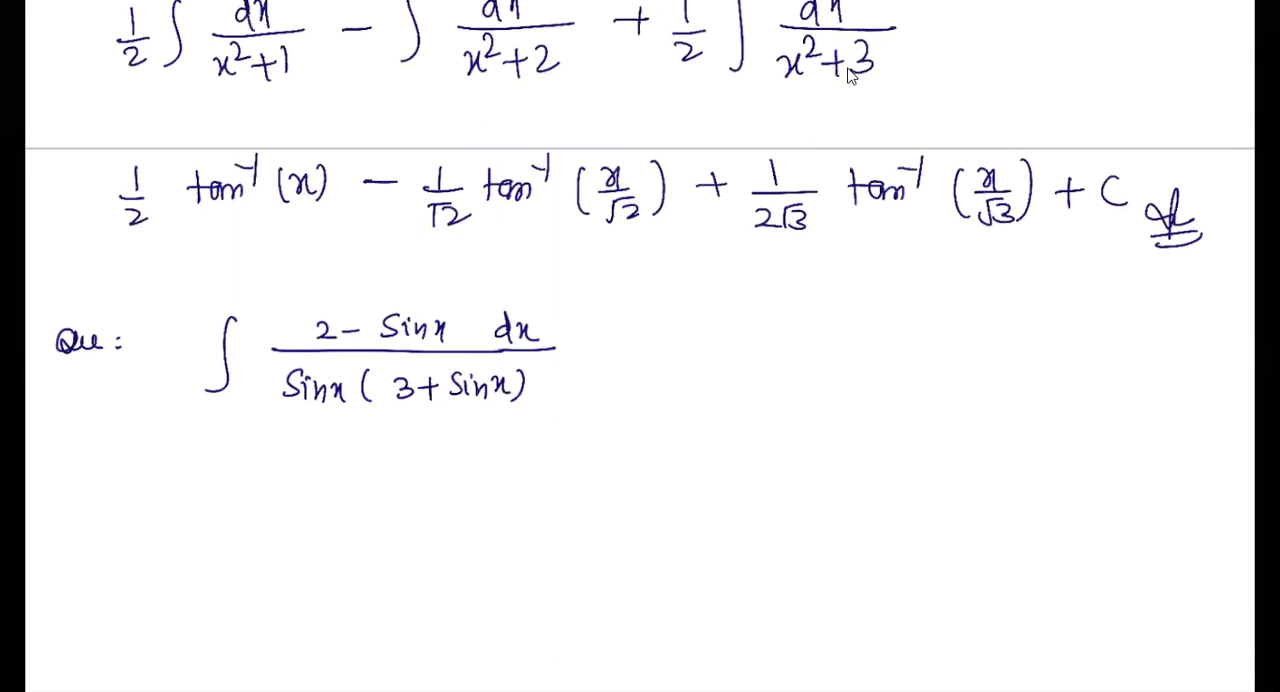 1/2 ∫ dx/(x²+1) − ∫ dx/(x²+2) + 1/2 ∫ dx/(x²+3)
1/2 tan⁻¹(x) − 1/√2 tan⁻¹(x/√2) + 1/(2√3) tan⁻¹(x/√3) + C
Que: ∫ (2 − Sinx dx)/(Sinx(3+Sinx))